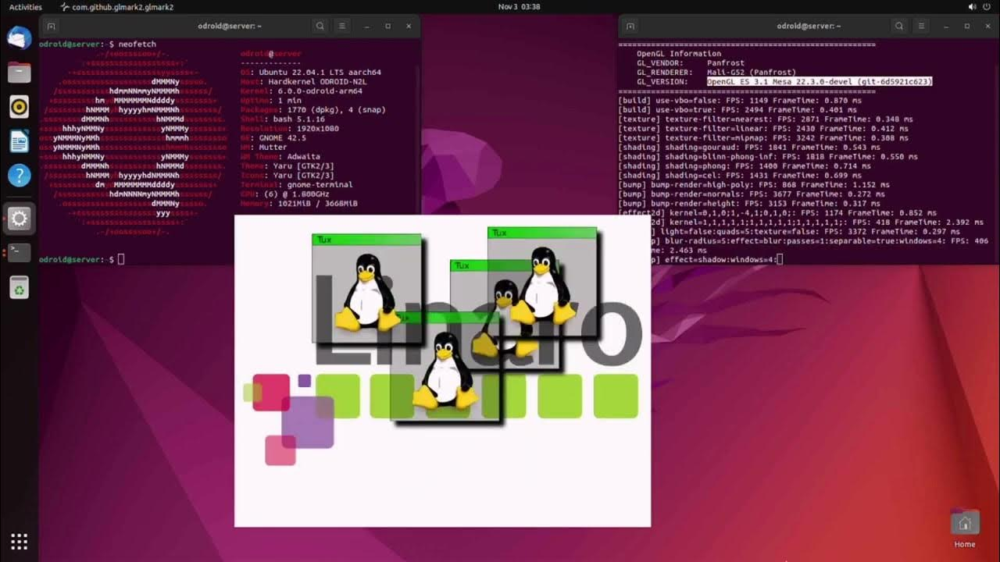 Activities
com.github.glmark2.glmark2
Nov 3 03:38
odroid@server: ~
odroid@server:~$ neofetch
odroid@server
-------------
OS: Ubuntu 22.04.1 LTS aarch64
Host: Hardkernel ODROID-N2L
Kernel: 6.0.0-odroid-arm64
Uptime: 1 min
Packages: 1770 (dpkg), 4 (snap)
Shell: bash 5.1.16
Resolution: 1920x1080
DE: GNOME 42.5
WM: Mutter
WM Theme: Adwaita
Theme: Yaru [GTK2/3]
Icons: Yaru [GTK2/3]
Terminal: gnome-terminal
CPU: (6) @ 1.800GHz
Memory: 1021MiB / 3668MiB
odroid@server:~$
odroid@server: ~
OpenGL Information
GL_VENDOR: Panfrost
GL_RENDERER: Mali-G52 (Panfrost)
GL_VERSION: OpenGL ES 3.1 Mesa 22.3.0-devel (git-6d5921c623)
[build] use-vbo=false: FPS: 1149 FrameTime: 0.870 ms
[build] use-vbo=true: FPS: 2494 FrameTime: 0.401 ms
[texture] texture-filter=nearest: FPS: 2871 FrameTime: 0.348 ms
[texture] texture-filter=linear: FPS: 2430 FrameTime: 0.412 ms
[texture] texture-filter=mipmap: FPS: 3242 FrameTime: 0.308 ms
[shading] shading=gouraud: FPS: 1841 FrameTime: 0.543 ms
[shading] shading=blinn-phong-inf: FPS: 1818 FrameTime: 0.550 ms
[shading] shading=phong: FPS: 1400 FrameTime: 0.714 ms
[shading] shading=cel: FPS: 1431 FrameTime: 0.699 ms
[bump] bump-render=high-poly: FPS: 868 FrameTime: 1.152 ms
[bump] bump-render=normals: FPS: 3677 FrameTime: 0.272 ms
[bump] bump-render=height: FPS: 3153 FrameTime: 0.317 ms
[effect2d] kernel=0,1,0;1,-4,1;0,1,0;: FPS: 1174 FrameTime: 0.852 ms
2d] kernel=1,1,1,1,1;1,1,1,1,1;1,1,1,1,1;: FPS: 418 FrameTime: 2.392 ms
] light=false:quads=5:texture=false: FPS: 3372 FrameTime: 0.297 ms
p] blur-radius=5:effect=blur:passes=1:separable=true:windows=4: FPS: 406
me: 2.463 ms
p] effect=shadow:windows=4:
Tux
Tux
Tux
Tux
Linaro
Home